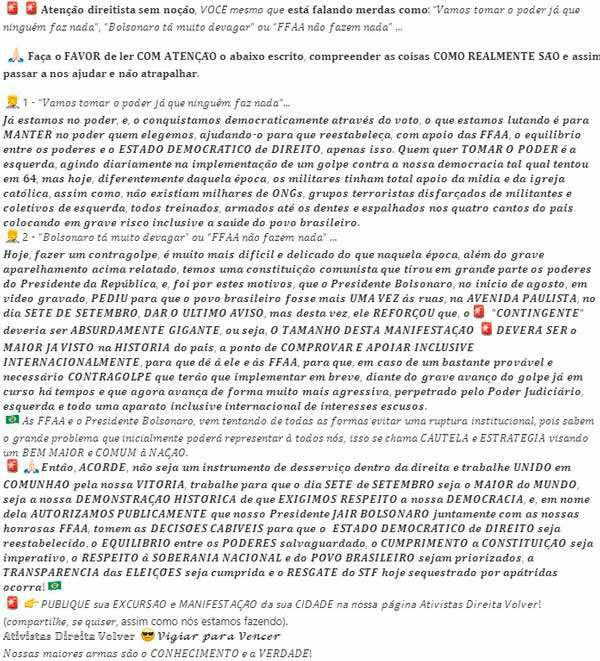 🚨 🚨 Atenção direitista sem noção, VOCÊ mesmo que está falando merdas como: "Vamos tomar o poder já que
ninguém faz nada", "Bolsonaro tá muito devagar" ou "FFAA não fazem nada" ...
🙏🏻 Faça o FAVOR de ler COM ATENÇÃO o abaixo escrito, compreender as coisas COMO REALMENTE SÃO e assim
passar a nos ajudar e não atrapalhar.
🤦 1 - "Vamos tomar o poder já que ninguém faz nada"...
Já estamos no poder, e, o conquistamos democraticamente através do voto, o que estamos lutando é para
MANTER no poder quem elegemos, ajudando-o para que reestabeleça, com apoio das FFAA, o equilíbrio
entre os poderes e o ESTADO DEMOCRÁTICO de DIREITO, apenas isso. Quem quer TOMAR O PODER é a
esquerda, agindo diariamente na implementação de um golpe contra a nossa democracia tal qual tentou
em 64, mas hoje, diferentemente daquela época, os militares tinham total apoio da mídia e da igreja
católica, assim como, não existiam milhares de ONGs, grupos terroristas disfarçados de militantes e
coletivos de esquerda, todos treinados, armados até os dentes e espalhados nos quatro cantos do país
colocando em grave risco inclusive a saúde do povo brasileiro.
🤦 2 - "Bolsonaro tá muito devagar" ou "FFAA não fazem nada" ...
Hoje, fazer um contragolpe, é muito mais difícil e delicado do que naquela época, além do grave
aparelhamento acima relatado, temos uma constituição comunista que tirou em grande parte os poderes
do Presidente da República, e, foi por estes motivos, que o Presidente Bolsonaro, no início de agosto, em
vídeo gravado, PEDIU para que o povo brasileiro fosse mais UMA VEZ às ruas, na AVENIDA PAULISTA, no
dia SETE DE SETEMBRO, DAR O ÚLTIMO AVISO, mas desta vez, ele REFORÇOU que, o 🚨 "CONTINGENTE"
deveria ser ABSURDAMENTE GIGANTE, ou seja, O TAMANHO DESTA MANIFESTAÇÃO 🚨 DEVERÁ SER o
MAIOR JÁ VISTO na HISTÓRIA do país, a ponto de COMPROVAR E APOIAR INCLUSIVE
INTERNACIONALMENTE, para que dê à ele e às FFAA, para que, em caso de um bastante provável e
necessário CONTRAGOLPE que terão que implementar em breve, diante do grave avanço do golpe já em
curso há tempos e que agora avança de forma muito mais agressiva, perpetrado pelo Poder Judiciário,
esquerda e todo uma aparato inclusive internacional de interesses escusos.
🇧🇷 As FFAA e o Presidente Bolsonaro, vem tentando de todas as formas evitar uma ruptura institucional, pois sabem
o grande problema que inicialmente poderá representar à todos nós, isso se chama CAUTELA e ESTRATÉGIA visando
um BEM MAIOR e COMUM à NAÇÃO.
🚨 🙏🏻Então, ACORDE, não seja um instrumento de desserviço dentro da direita e trabalhe UNIDO em
COMUNHÃO pela nossa VITÓRIA, trabalhe para que o dia SETE de SETEMBRO seja o MAIOR do MUNDO,
seja a nossa DEMONSTRAÇÃO HISTÓRICA de que EXIGIMOS RESPEITO a nossa DEMOCRACIA, e, em nome
dela AUTORIZAMOS PUBLICAMENTE que nosso Presidente JAIR BOLSONARO juntamente com as nossas
honrosas FFAA, tomem as DECISÕES CABÍVEIS para que o ESTADO DEMOCRÁTICO de DIREITO seja
reestabelecido, o EQUILÍBRIO entre os PODERES salvaguardado, o CUMPRIMENTO a CONSTITUIÇÃO seja
imperativo, o RESPEITO à SOBERANIA NACIONAL e do POVO BRASILEIRO sejam priorizados, a
TRANSPARÊNCIA das ELEIÇÕES seja cumprida e o RESGATE do STF hoje sequestrado por apátridas
ocorra! 🇧🇷
🚨 👉 PUBLIQUE sua EXCURSÃO e MANIFESTAÇÃO da sua CIDADE na nossa página Ativistas Direita Volver!
(compartilhe, se quiser, assim como nós estamos fazendo).
Ativistas Direita Volver 😎 Vigiar para Vencer
Nossas maiores armas são o CONHECIMENTO e a VERDADE!